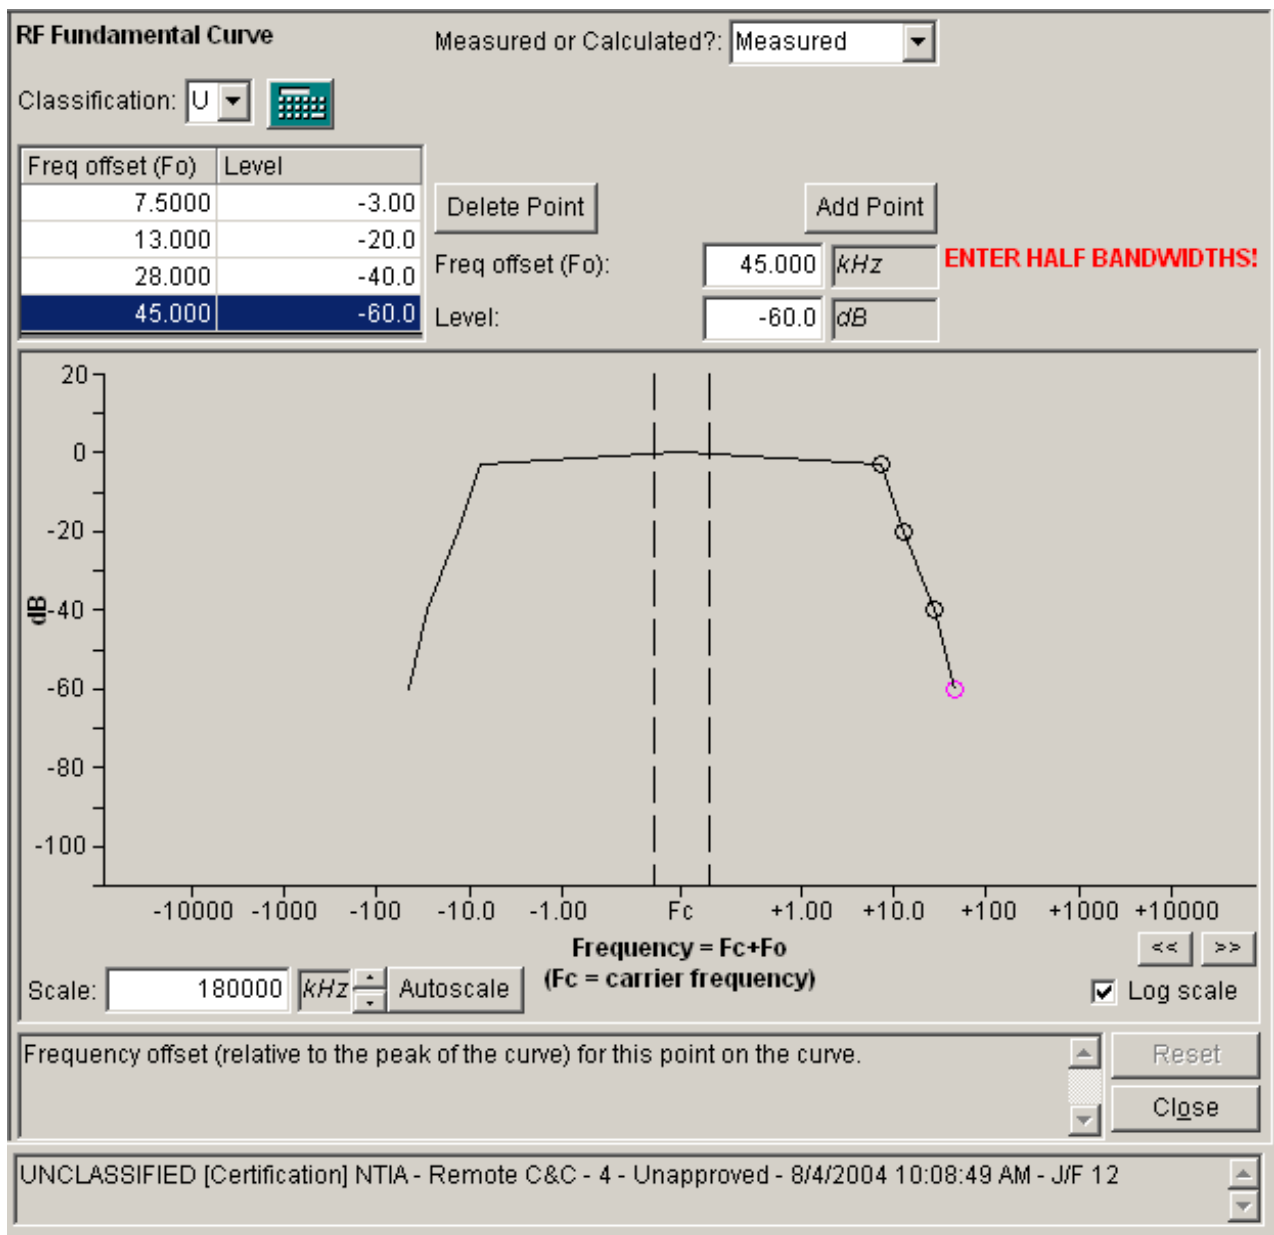 RF Fundamental Curve
Measured or Calculated?: Measured
Classification: U
Freq offset (Fo) Level
7.5000 -3.00
13.000 -20.0
28.000 -40.0
45.000 -60.0
Delete Point Add Point
Freq offset (Fo): 45.000 kHz ENTER HALF BANDWIDTHS!
Level: -60.0 dB
20
0
-20
-40
-60
-80
-100
dB
-10000 -1000 -100 -10.0 -1.00 Fc +1.00 +10.0 +100 +1000 +10000
Frequency = Fc+Fo
(Fc = carrier frequency)
<< >>
Scale: 180000 kHz Autoscale
Log scale
Frequency offset (relative to the peak of the curve) for this point on the curve.
Reset
Close
UNCLASSIFIED [Certification] NTIA - Remote C&C - 4 - Unapproved - 8/4/2004 10:08:49 AM - J/F 12